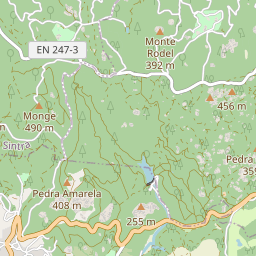 EN 247-3
Monte
Rodel
392 m
456 m
Monge
490 m
Sintra
Pedra
35
Pedra Amarela
408 m
255 m